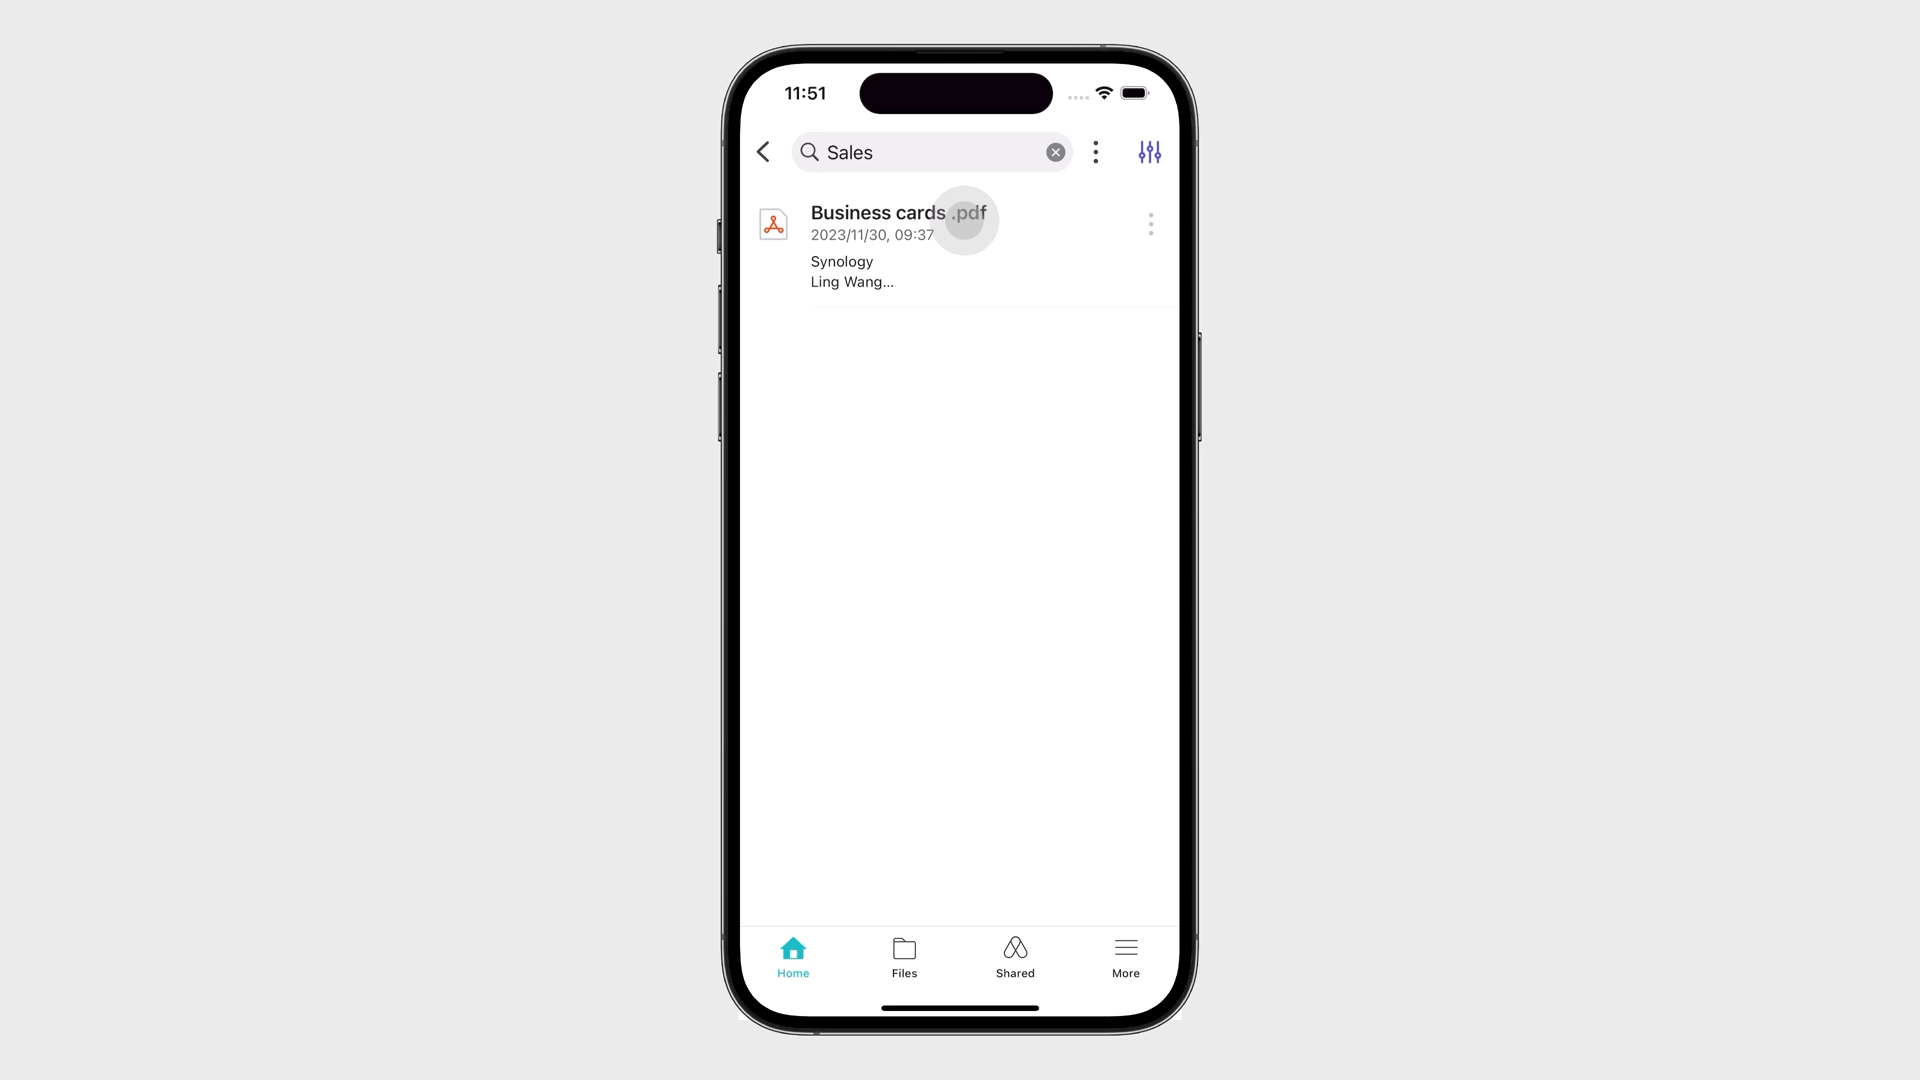 11:51
Sales
Business cards .pdf
2023/11/30, 09:37
Synology
Ling Wang...
Home
Files
Shared
More